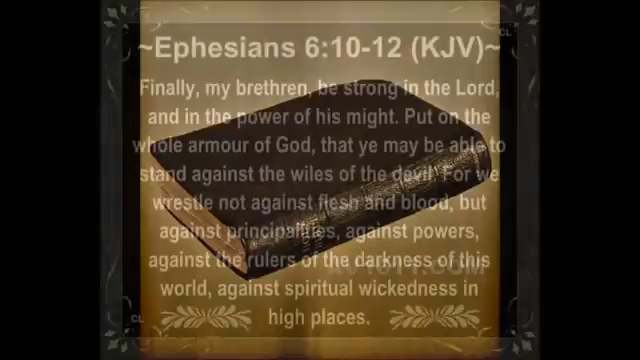 CL
~Ephesians 6:10-12 (KJV)~
Finally, my brethren, be strong in the Lord,
and in the power of his might. Put on the
whole armour of God, that ye may be able to
stand against the wiles of the devil. For we
wrestle not against flesh and blood, but
against principalities, against powers,
against the rulers of the darkness of this
world, against spiritual wickedness in
high places.
CL